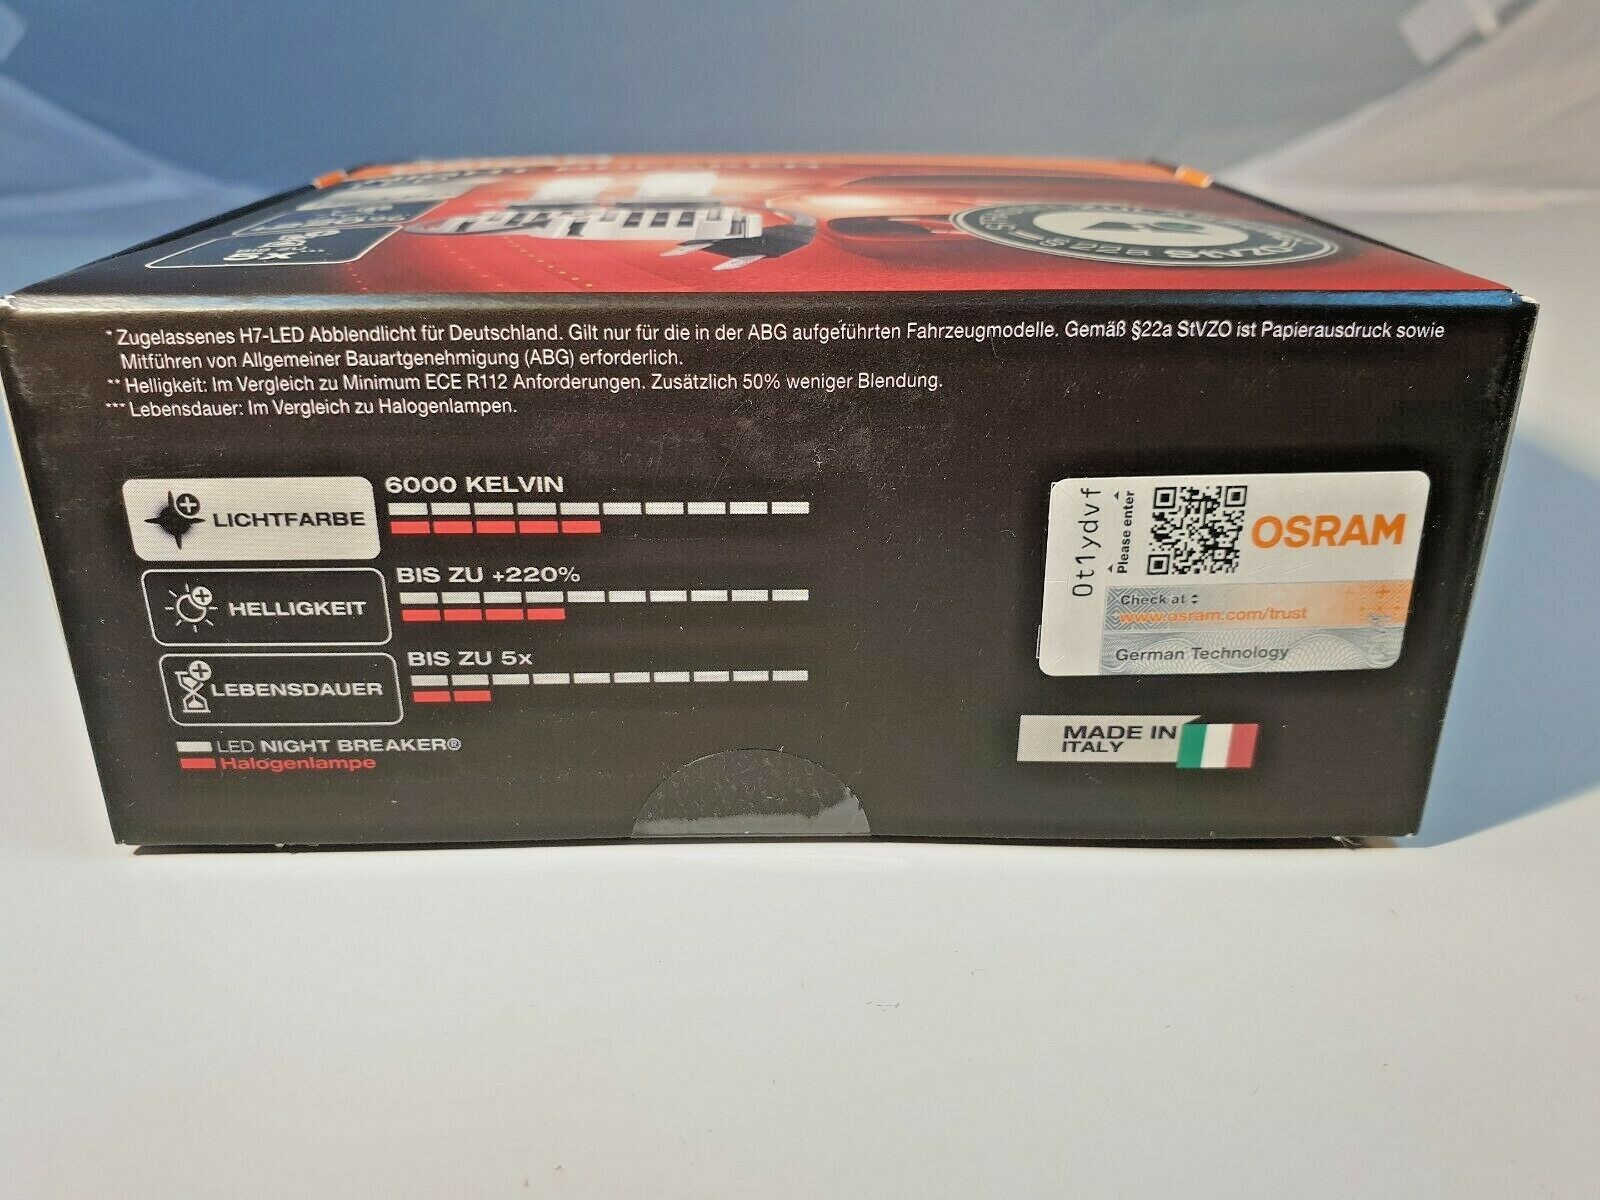 5x
§ 22a StVZO
* Zugelassenes H7-LED Abblendlicht für Deutschland. Gilt nur für die in der ABG aufgeführten Fahrzeugmodelle. Gemäß §22a StVZO ist Papierausdruck sowie
Mitführen von Allgemeiner Bauartgenehmigung (ABG) erforderlich.
** Helligkeit: Im Vergleich zu Minimum ECE R112 Anforderungen. Zusätzlich 50% weniger Blendung.
*** Lebensdauer: Im Vergleich zu Halogenlampen.
6000 KELVIN
LICHTFARBE
BIS ZU +220%
HELLIGKEIT
BIS ZU 5x
LEBENSDAUER
LED NIGHT BREAKER®
Halogenlampe
0t1ydvf
Please enter
OSRAM
Check at
www.osram.com/trust
German Technology
MADE IN
ITALY